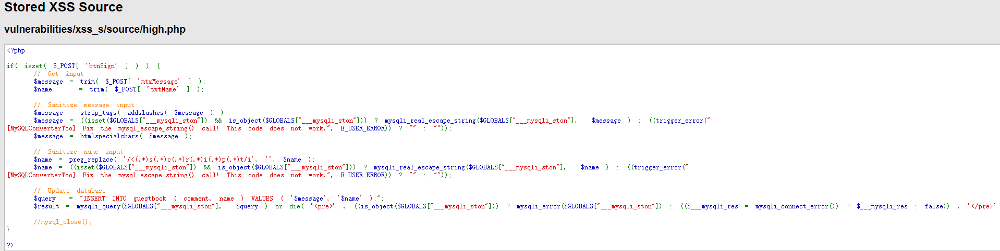 Stored XSS Source
vulnerabilities/xss_s/source/high.php
<?php
if( isset( $_POST[ 'btnSign' ] ) ) {
// Get input
$message = trim( $_POST[ 'mtxMessage' ] );
$name = trim( $_POST[ 'txtName' ] );
// Sanitize message input
$message = strip_tags( addslashes( $message ) );
$message = ((isset($GLOBALS["___mysqli_ston"]) && is_object($GLOBALS["___mysqli_ston"])) ? mysqli_real_escape_string($GLOBALS["___mysqli_ston"], $message ) : ((trigger_error("
[MySQLConverterToo] Fix the mysql_escape_string() call! This code does not work.", E_USER_ERROR)) ? "" : ""));
$message = htmlspecialchars( $message );
// Sanitize name input
$name = preg_replace( '/<(.*)s(.*)c(.*)r(.*)i(.*)p(.*)t/i', '', $name );
$name = ((isset($GLOBALS["___mysqli_ston"]) && is_object($GLOBALS["___mysqli_ston"])) ? mysqli_real_escape_string($GLOBALS["___mysqli_ston"], $name ) : ((trigger_error("
[MySQLConverterToo] Fix the mysql_escape_string() call! This code does not work.", E_USER_ERROR)) ? "" : ""));
// Update database
$query = "INSERT INTO guestbook ( comment, name ) VALUES ( '$message', '$name' );";
$result = mysqli_query($GLOBALS["___mysqli_ston"], $query ) or die( '<pre>' . ((is_object($GLOBALS["___mysqli_ston"])) ? mysqli_error($GLOBALS["___mysqli_ston"]) : (($___mysqli_res = mysqli_connect_error()) ? $___mysqli_res : false)) . '</pre>'
//mysql_close();
}
?>